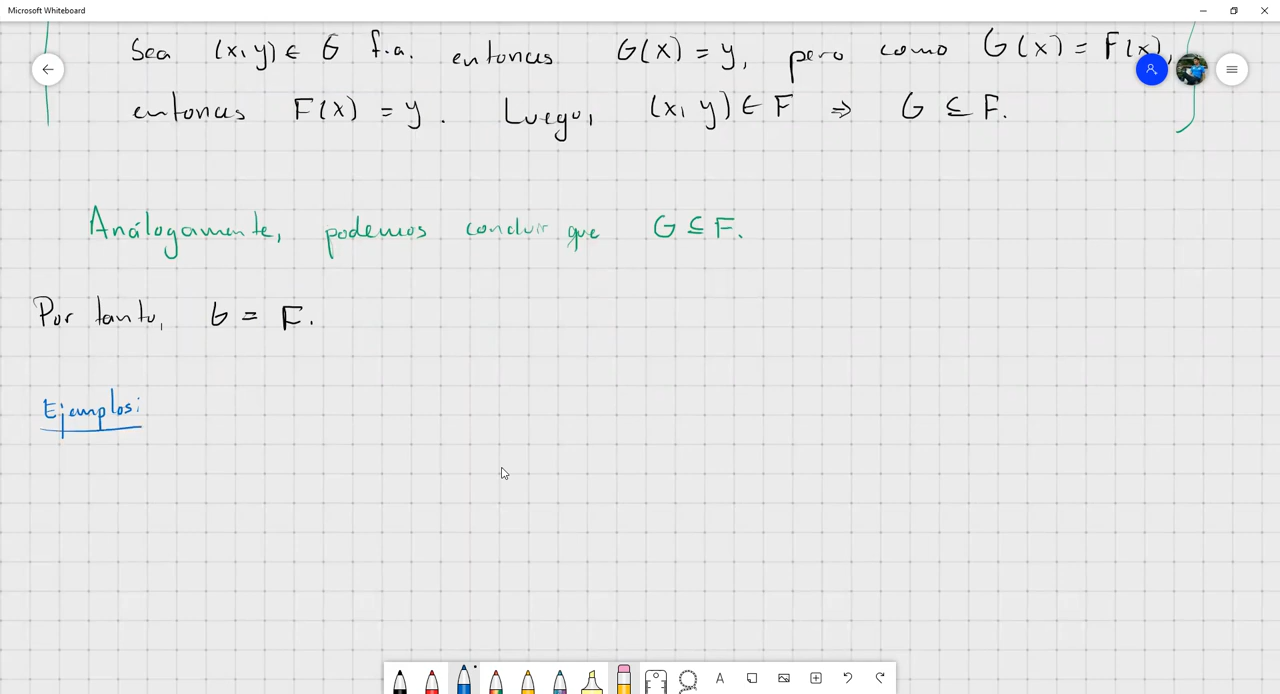 Microsoft Whiteboard
Sea (x,y) ∈ G f.a. entonces G(x) = y, pero como G(x) = F(x),
entonces F(x) = y. Luego, (x,y) ∈ F ⇒ G ⊆ F.
Análogamente, podemos concluir que G ⊆ F.
Por tanto, G = F.
Ejemplos: